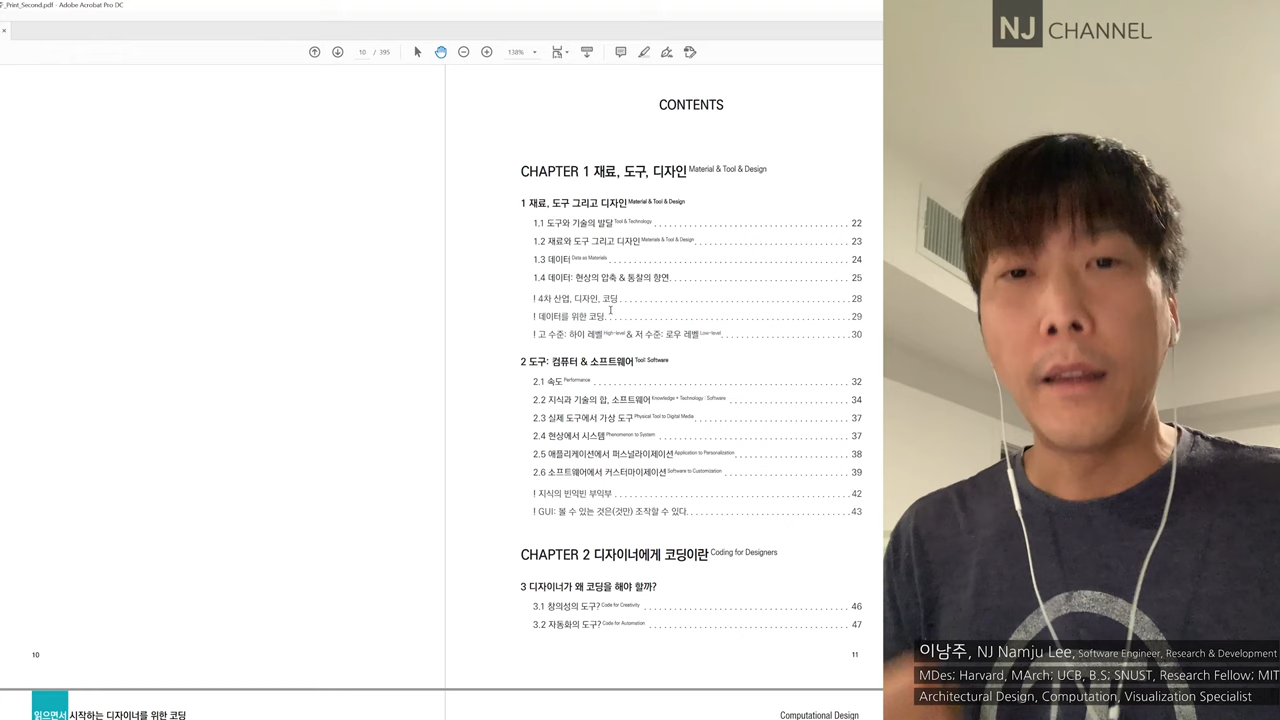 _Print_Second.pdf - Adobe Acrobat Pro DC
×
10 / 395
138%
CONTENTS
CHAPTER 1 재료, 도구, 디자인 Material & Tool & Design
1 재료, 도구 그리고 디자인 Material & Tool & Design
1.1 도구와 기술의 발달 Tool & Technology 22
1.2 재료와 도구 그리고 디자인 Materials & Tool & Design 23
1.3 데이터 Data as Materials 24
1.4 데이터: 현상의 압축 & 통찰의 향연 25
! 4차 산업, 디자인, 코딩 28
! 데이터를 위한 코딩 29
! 고 수준: 하이 레벨 High-level & 저 수준: 로우 레벨 Low-level 30
2 도구: 컴퓨터 & 소프트웨어 Tool: Software
2.1 속도 Performance 32
2.2 지식과 기술의 합, 소프트웨어 Knowledge + Technology : Software 34
2.3 실제 도구에서 가상 도구 Physical Tool to Digital Media 37
2.4 현상에서 시스템 Phenomenon to System 37
2.5 애플리케이션에서 퍼스널라이제이션 Application to Personalization 38
2.6 소프트웨어에서 커스터마이제이션 Software to Customization 39
! 지식의 빈익빈 부익부 42
! GUI: 볼 수 있는 것은(것만) 조작할 수 있다. 43
CHAPTER 2 디자이너에게 코딩이란 Coding for Designers
3 디자이너가 왜 코딩을 해야 할까?
3.1 창의성의 도구? Code for Creativity 46
3.2 자동화의 도구? Code for Automation 47
10
11
읽으면서 시작하는 디자이너를 위한 코딩
Computational Design
NJ CHANNEL
이남주, NJ Namju Lee, Software Engineer, Research & Development
MDes; Harvard, MArch; UCB, B.S; SNUST, Research Fellow; MIT
Architectural Design, Computation, Visualization Specialist